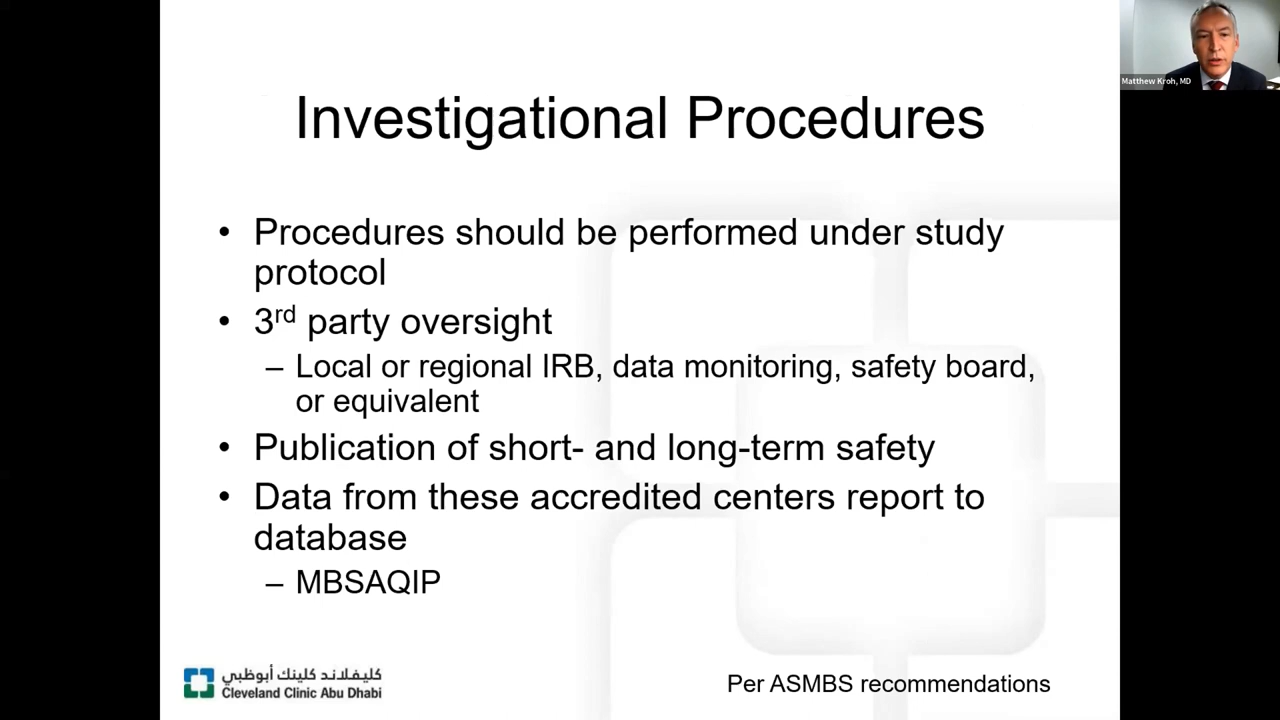 Matthew Kroh, MD
Investigational Procedures
• Procedures should be performed under study
protocol
• 3rd party oversight
– Local or regional IRB, data monitoring, safety board,
or equivalent
• Publication of short- and long-term safety
• Data from these accredited centers report to
database
– MBSAQIP
كليفلاند كلينك أبوظبي
Cleveland Clinic Abu Dhabi
Per ASMBS recommendations